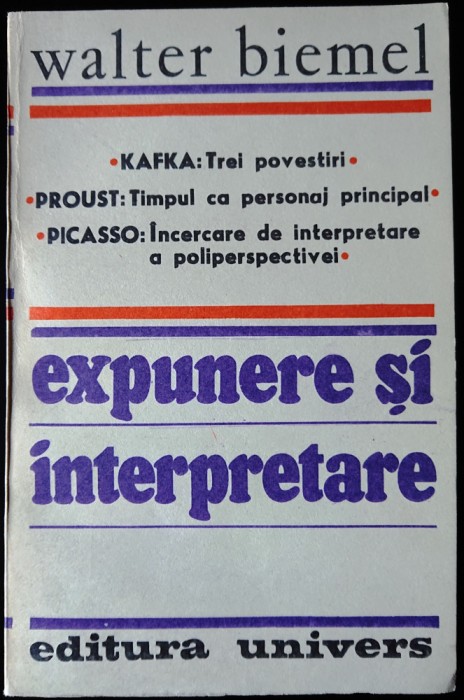 walter biemel
•KAFKA: Trei povestiri•
•PROUST: Timpul ca personaj principal•
•PICASSO: Încercare de interpretare
a poliperspectivei•
expunere și
interpretare
editura univers